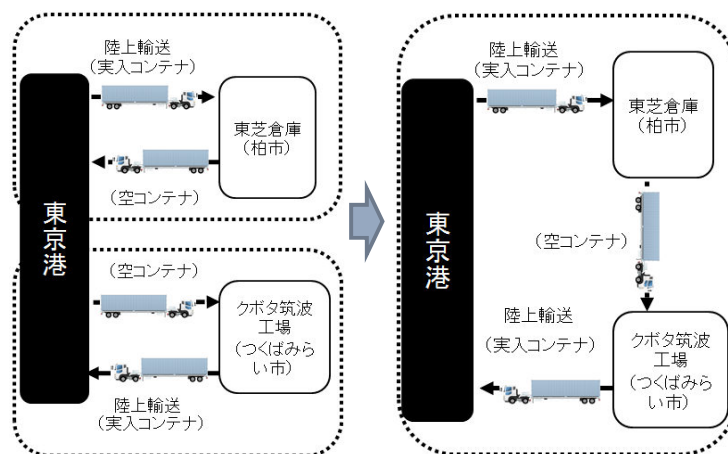 陸上輸送
(実入コンテナ)
東芝倉庫
(柏市)
(空コンテナ)
東京港
(空コンテナ)
クボタ筑波
工場
(つくばみら
い市)
陸上輸送
(実入コンテナ)
陸上輸送
(実入コンテナ)
東芝倉庫
(柏市)
東京港
(空コンテナ)
陸上輸送
(実入コンテナ)
クボタ筑波
工場
(つくばみら
い市)